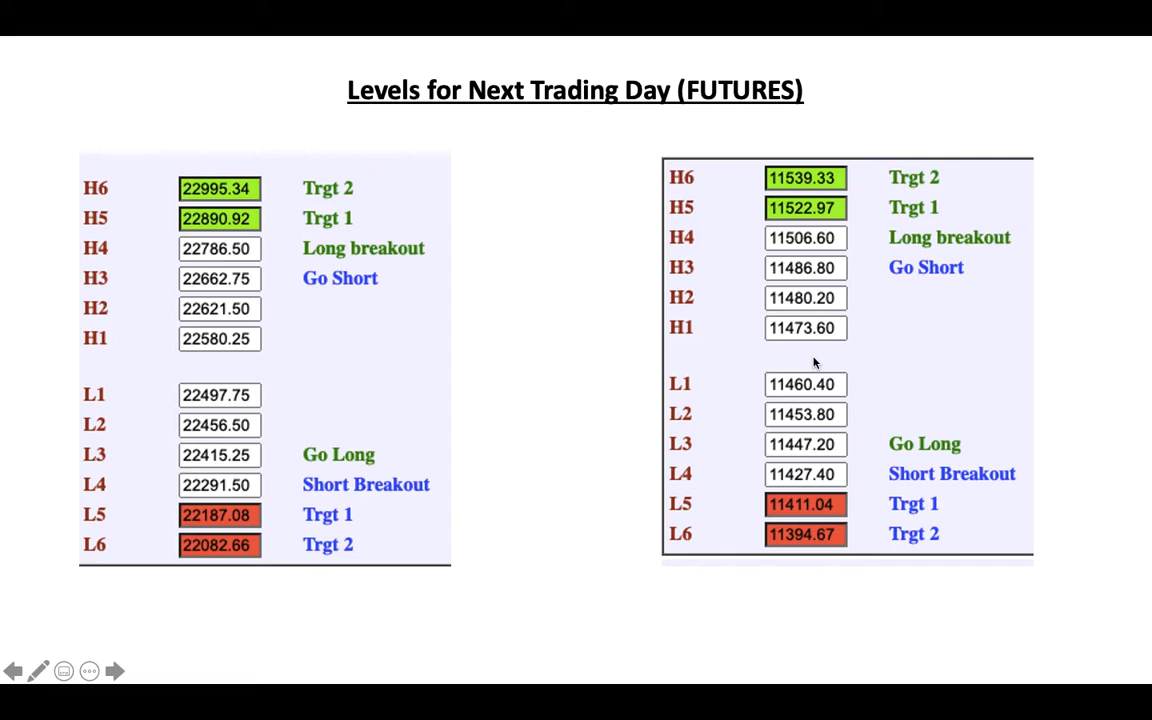 Levels for Next Trading Day (FUTURES)
H6 22995.34 Trgt 2
H5 22890.92 Trgt 1
H4 22786.50 Long breakout
H3 22662.75 Go Short
H2 22621.50
H1 22580.25
L1 22497.75
L2 22456.50
L3 22415.25 Go Long
L4 22291.50 Short Breakout
L5 22187.08 Trgt 1
L6 22082.66 Trgt 2
H6 11539.33 Trgt 2
H5 11522.97 Trgt 1
H4 11506.60 Long breakout
H3 11486.80 Go Short
H2 11480.20
H1 11473.60
L1 11460.40
L2 11453.80
L3 11447.20 Go Long
L4 11427.40 Short Breakout
L5 11411.04 Trgt 1
L6 11394.67 Trgt 2